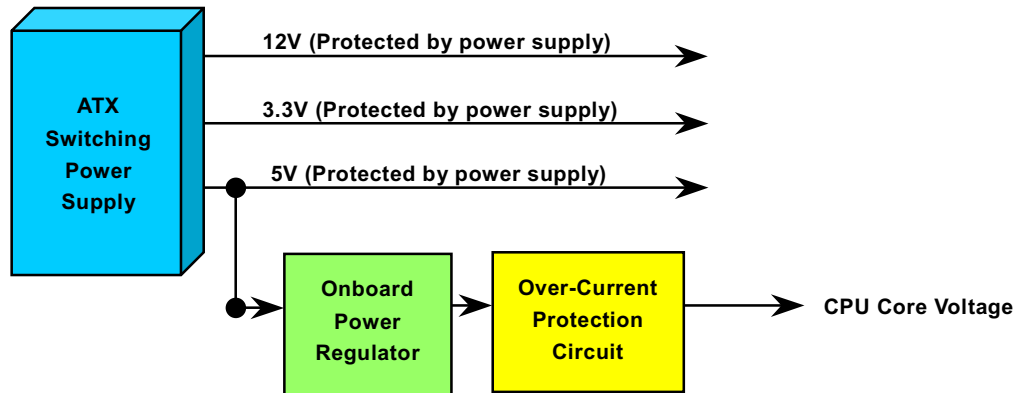 12V (Protected by power supply)
ATX
Switching
Power
Supply
3.3V (Protected by power supply)
5V (Protected by power supply)
Onboard
Power
Regulator
Over-Current
Protection
Circuit
CPU Core Voltage